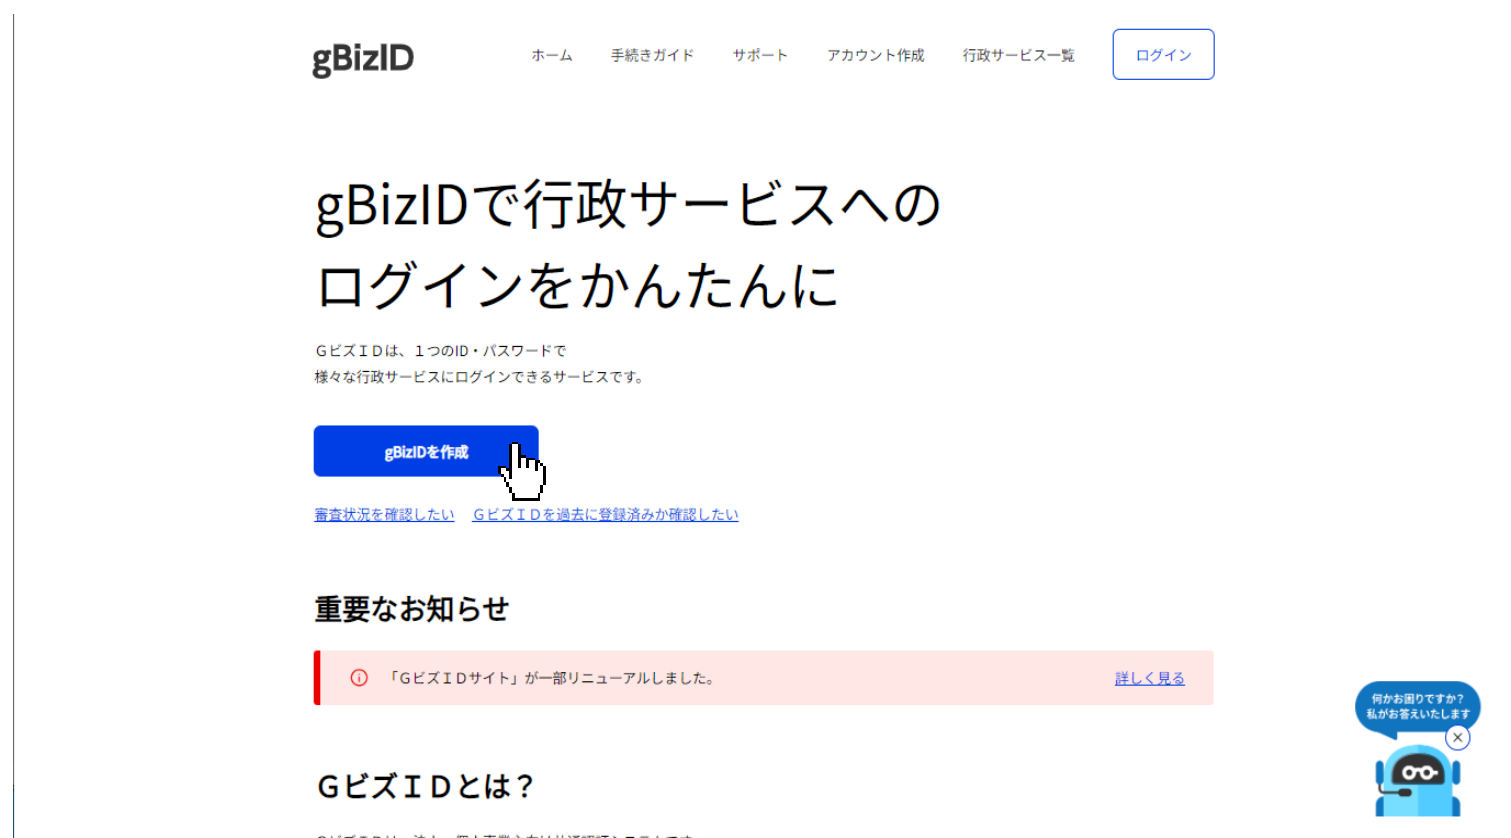 gBizID
ホーム 手続きガイド サポート アカウント作成 行政サービス一覧 ログイン
gBizIDで行政サービスへの
ログインをかんたんに
ＧビズＩＤは、１つのID・パスワードで
様々な行政サービスにログインできるサービスです。
gBizIDを作成
審査状況を確認したい ＧビズＩＤを過去に登録済みか確認したい
重要なお知らせ
「ＧビズＩＤサイト」が一部リニューアルしました。 詳しく見る
何かお困りですか？
私がお答えいたします
ＧビズＩＤとは？